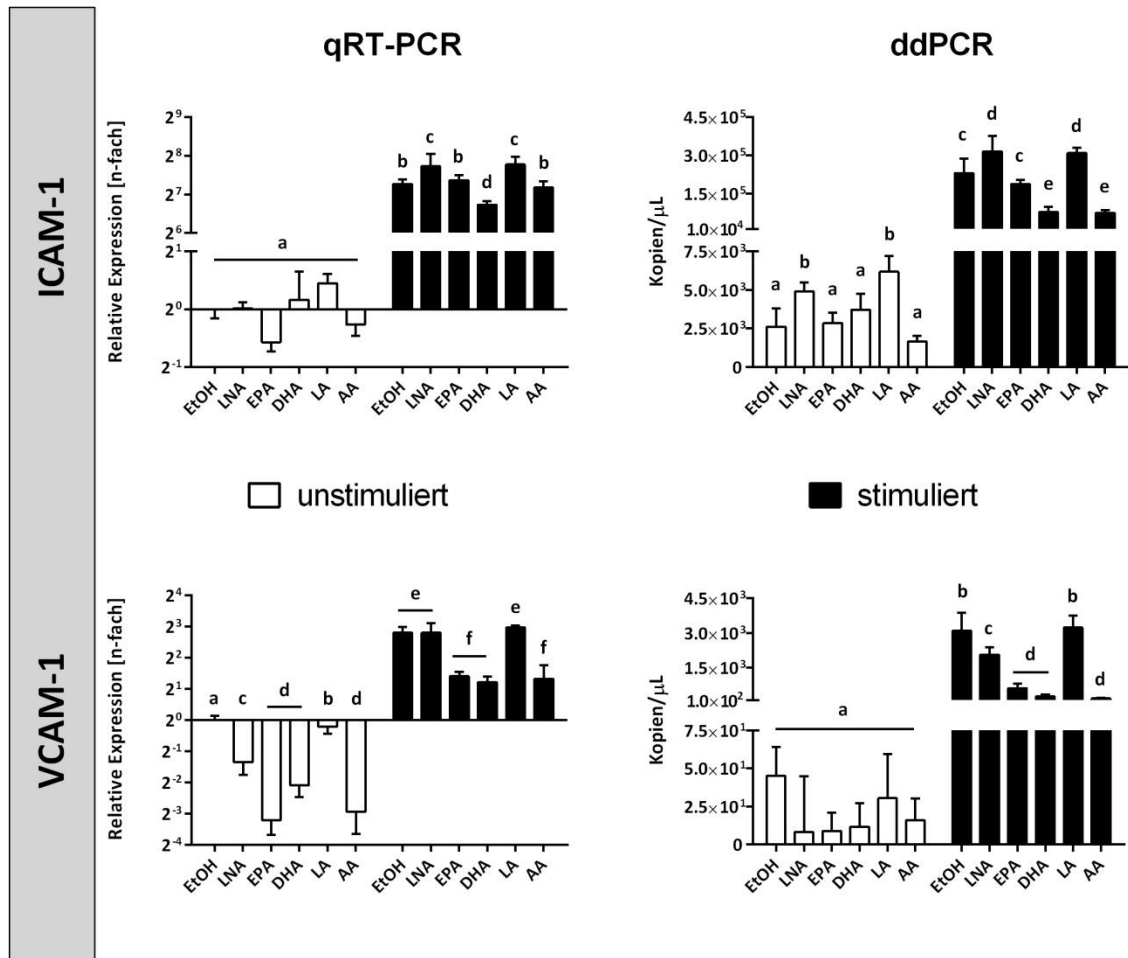 qRT-PCR
ddPCR
ICAM-1
Relative Expression [n-fach]
2⁹
2⁸
2⁷
2⁶
2¹
2⁰
2⁻¹
a
b c b d c b
EtOH LNA EPA DHA LA AA EtOH LNA EPA DHA LA AA
Kopien/µL
4.5×10⁵
3.0×10⁵
1.5×10⁵
1.0×10⁴
7.5×10³
5.0×10³
2.5×10³
0
a b a a b a c d c e d e
EtOH LNA EPA DHA LA AA EtOH LNA EPA DHA LA AA
unstimuliert
stimuliert
VCAM-1
Relative Expression [n-fach]
2⁴
2³
2²
2¹
2⁰
2⁻¹
2⁻²
2⁻³
2⁻⁴
a c d b d e f e f
EtOH LNA EPA DHA LA AA EtOH LNA EPA DHA LA AA
Kopien/µL
4.5×10³
3.0×10³
1.5×10³
1.0×10²
7.5×10¹
5.0×10¹
2.5×10¹
0
a b c d b d
EtOH LNA EPA DHA LA AA EtOH LNA EPA DHA LA AA